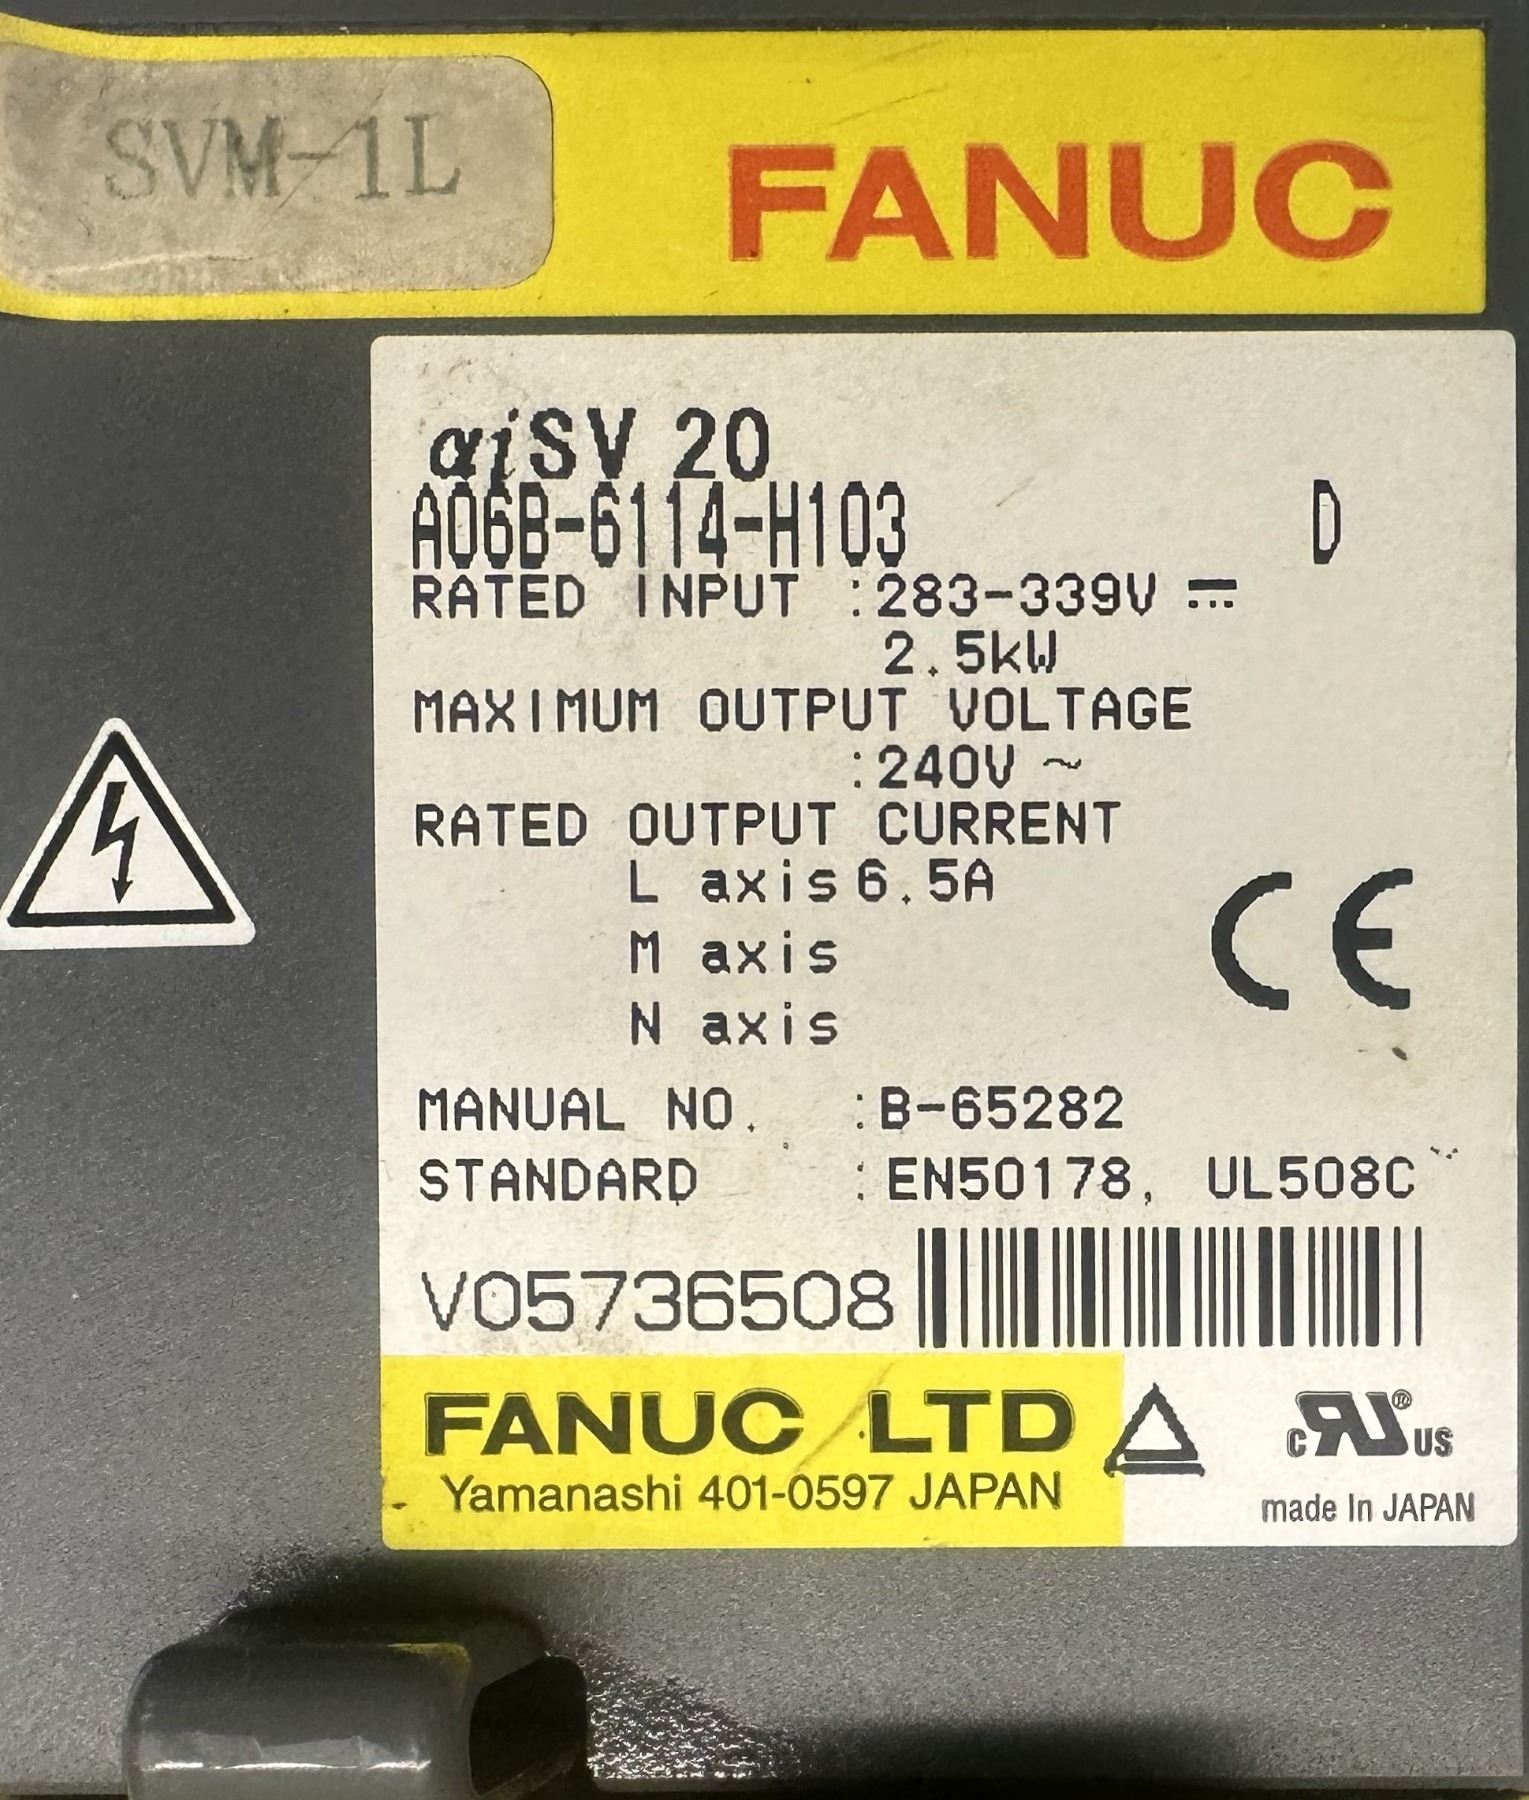 SVM-1L
FANUC
αiSV 20
A06B-6114-H103 D
RATED INPUT :283-339V ⎓
2.5kW
MAXIMUM OUTPUT VOLTAGE
:240V ~
RATED OUTPUT CURRENT
L axis 6.5A
M axis
N axis
CE
MANUAL NO. :B-65282
STANDARD :EN50178, UL508C
V05736508
FANUC LTD
Yamanashi 401-0597 JAPAN
c RU ® US
made In JAPAN